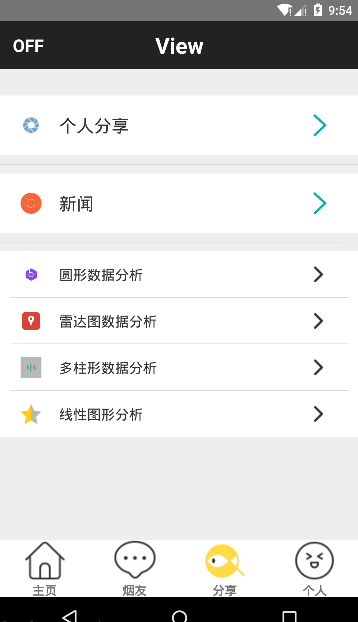 9:54
OFF
View
个人分享
新闻
圆形数据分析
雷达图数据分析
多柱形数据分析
线性图形分析
主页
烟友
分享
个人